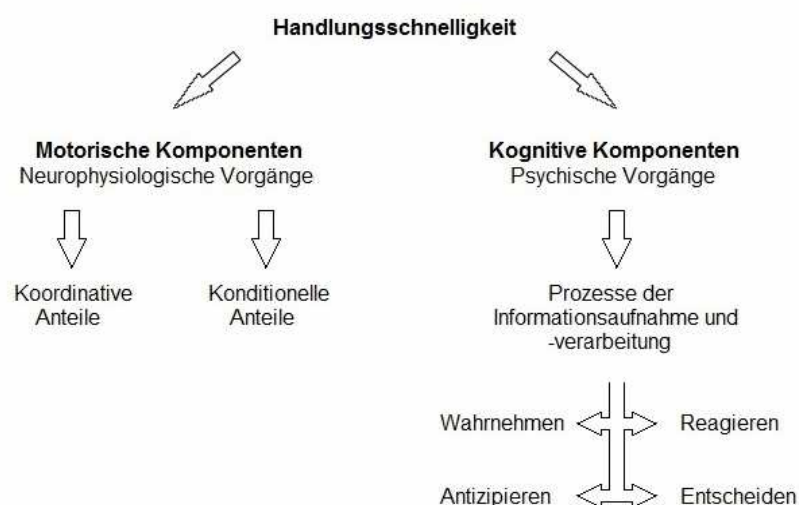 Handlungsschnelligkeit
Motorische Komponenten
Neurophysiologische Vorgänge
Kognitive Komponenten
Psychische Vorgänge
Koordinative
Anteile
Konditionelle
Anteile
Prozesse der
Informationsaufnahme und
-verarbeitung
Wahrnehmen
Reagieren
Antizipieren
Entscheiden